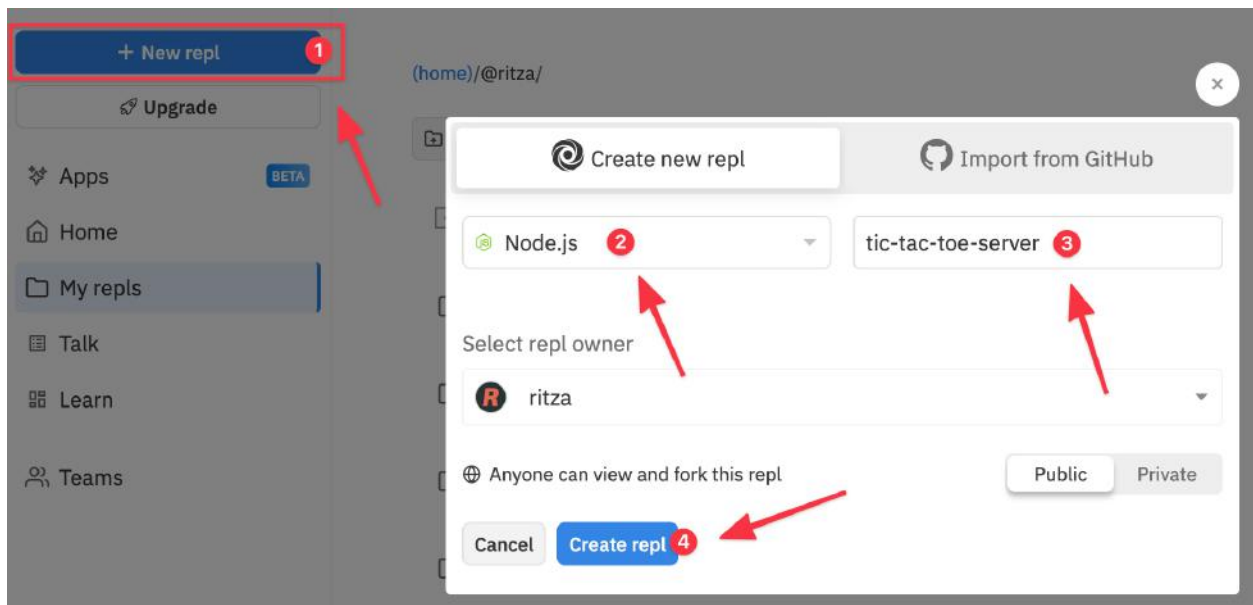 + New repl 1
Upgrade
Apps BETA
Home
My repls
Talk
Learn
Teams
(home)/@ritza/
Create new repl
Import from GitHub
Node.js 2
tic-tac-toe-server 3
Select repl owner
R ritza
Anyone can view and fork this repl
Public Private
Cancel
Create repl 4